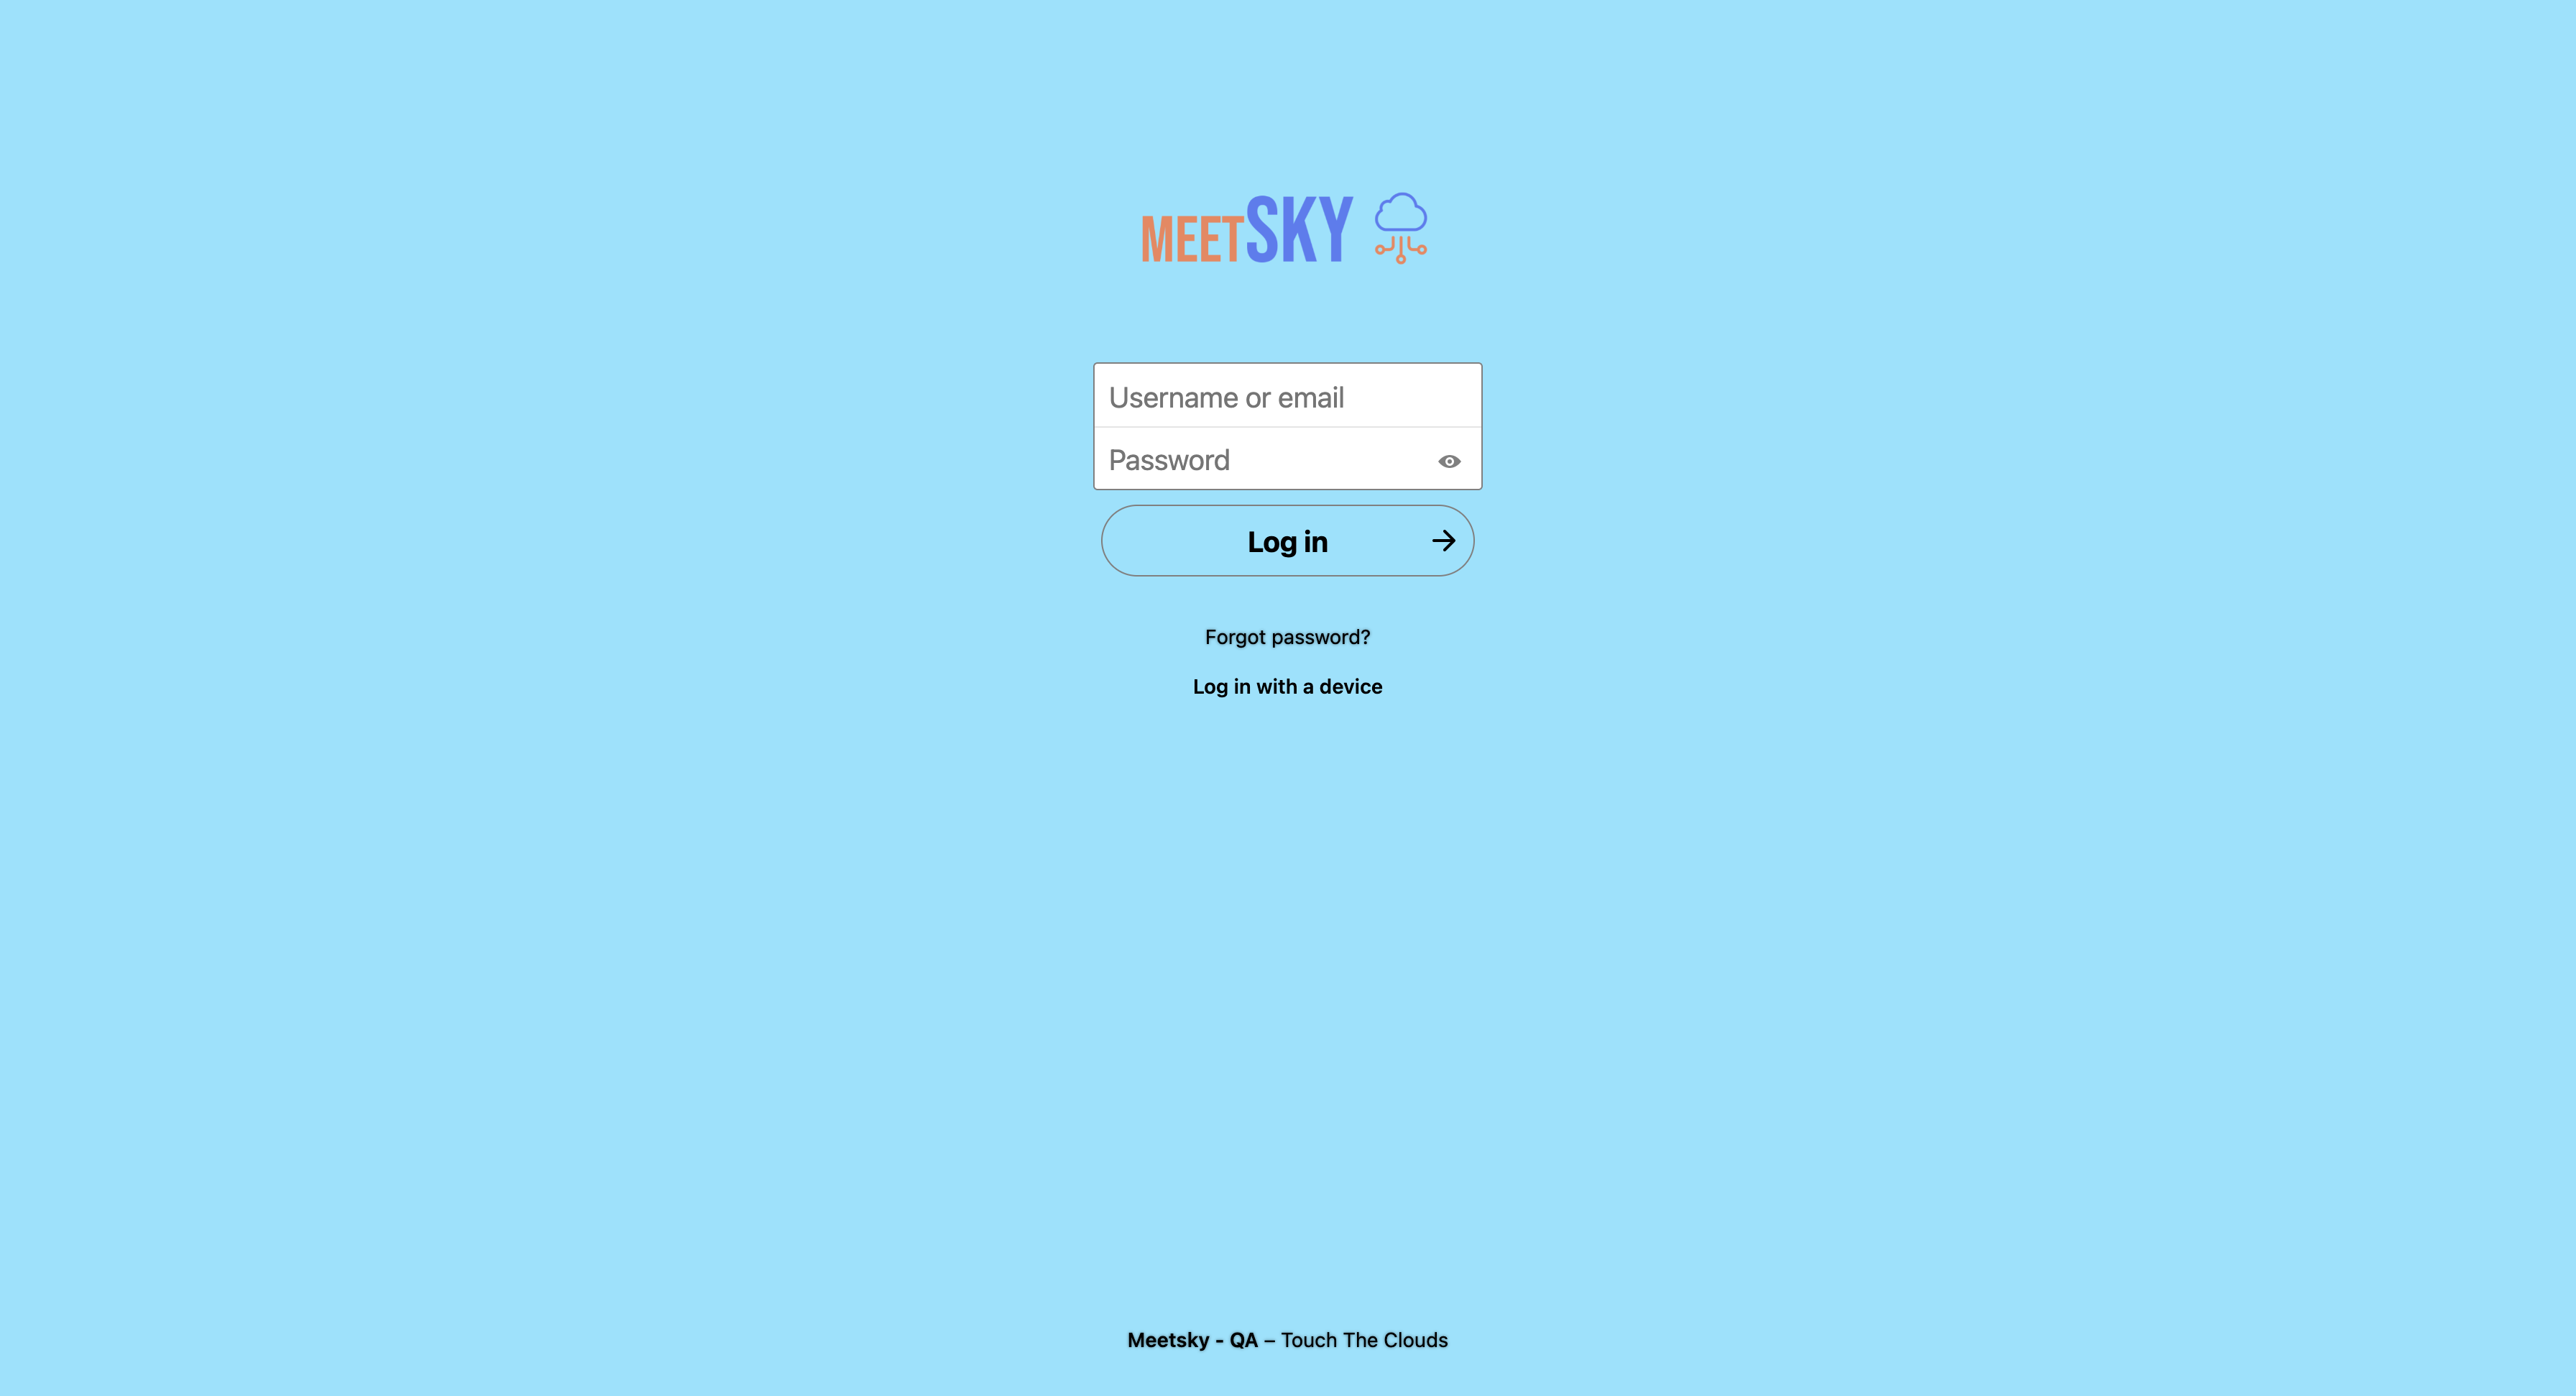 MEETSKY
Username or email
Password
Log in
Forgot password?
Log in with a device
Meetsky - QA – Touch The Clouds